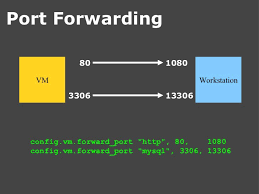 Port Forwarding
80 1080
VM Workstation
3306 13306
config.vm.forward_port "http", 80, 1080
config.vm.forward_port "mysql", 3306, 13306